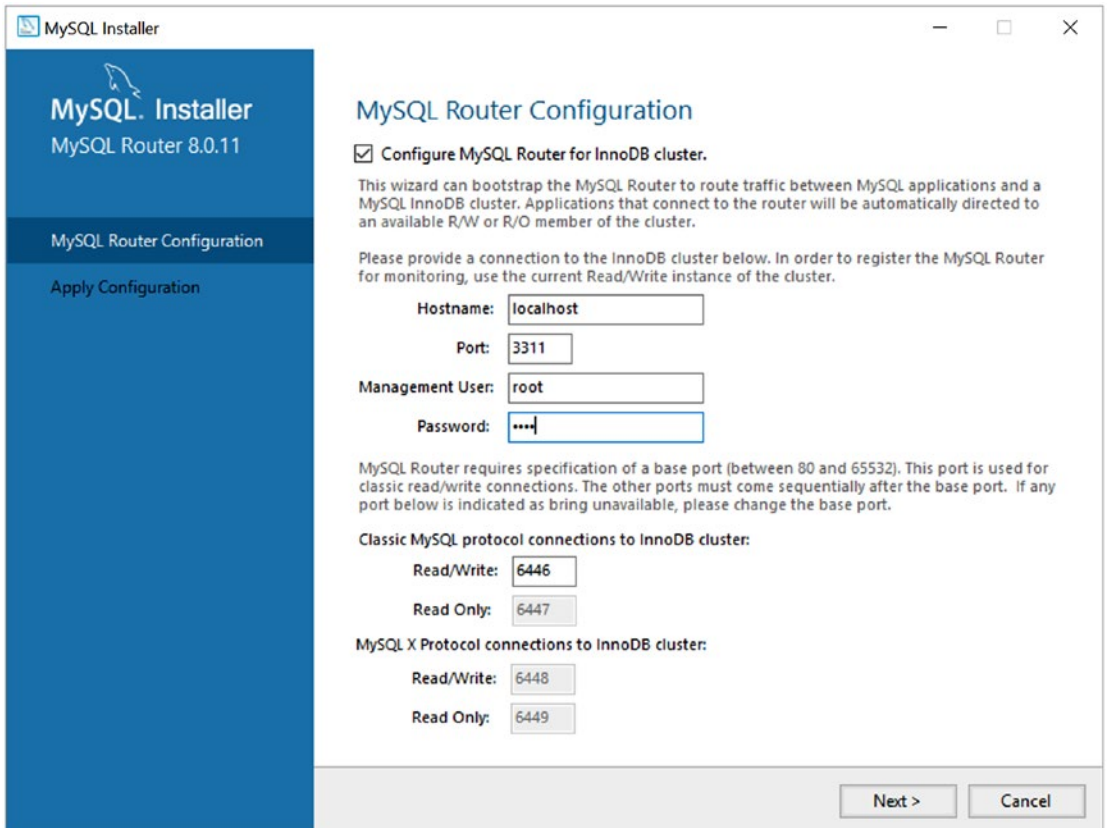 MySQL Installer
MySQL. Installer
MySQL Router 8.0.11
MySQL Router Configuration
Apply Configuration
MySQL Router Configuration
Configure MySQL Router for InnoDB cluster.
This wizard can bootstrap the MySQL Router to route traffic between MySQL applications and a
MySQL InnoDB cluster. Applications that connect to the router will be automatically directed to
an available R/W or R/O member of the cluster.
Please provide a connection to the InnoDB cluster below. In order to register the MySQL Router
for monitoring, use the current Read/Write instance of the cluster.
Hostname: localhost
Port: 3311
Management User: root
Password: ••••
MySQL Router requires specification of a base port (between 80 and 65532). This port is used for
classic read/write connections. The other ports must come sequentially after the base port. If any
port below is indicated as bring unavailable, please change the base port.
Classic MySQL protocol connections to InnoDB cluster:
Read/Write: 6446
Read Only: 6447
MySQL X Protocol connections to InnoDB cluster:
Read/Write: 6448
Read Only: 6449
Next > Cancel